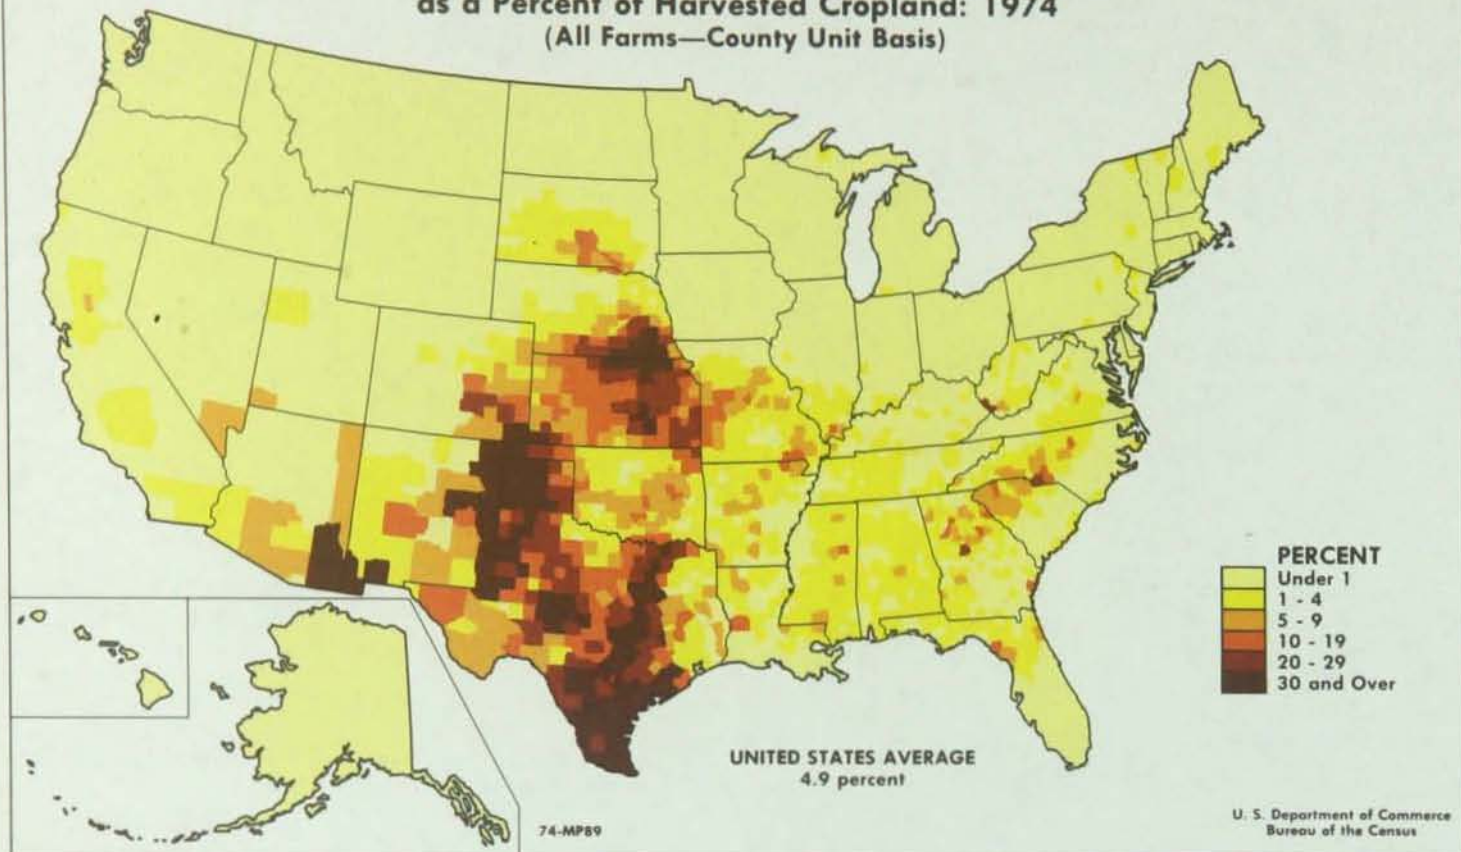 as a Percent of Harvested Cropland: 1974
(All Farms—County Unit Basis)
PERCENT
Under 1
1 - 4
5 - 9
10 - 19
20 - 29
30 and Over
UNITED STATES AVERAGE
4.9 percent
74-MP89
U. S. Department of Commerce
Bureau of the Census